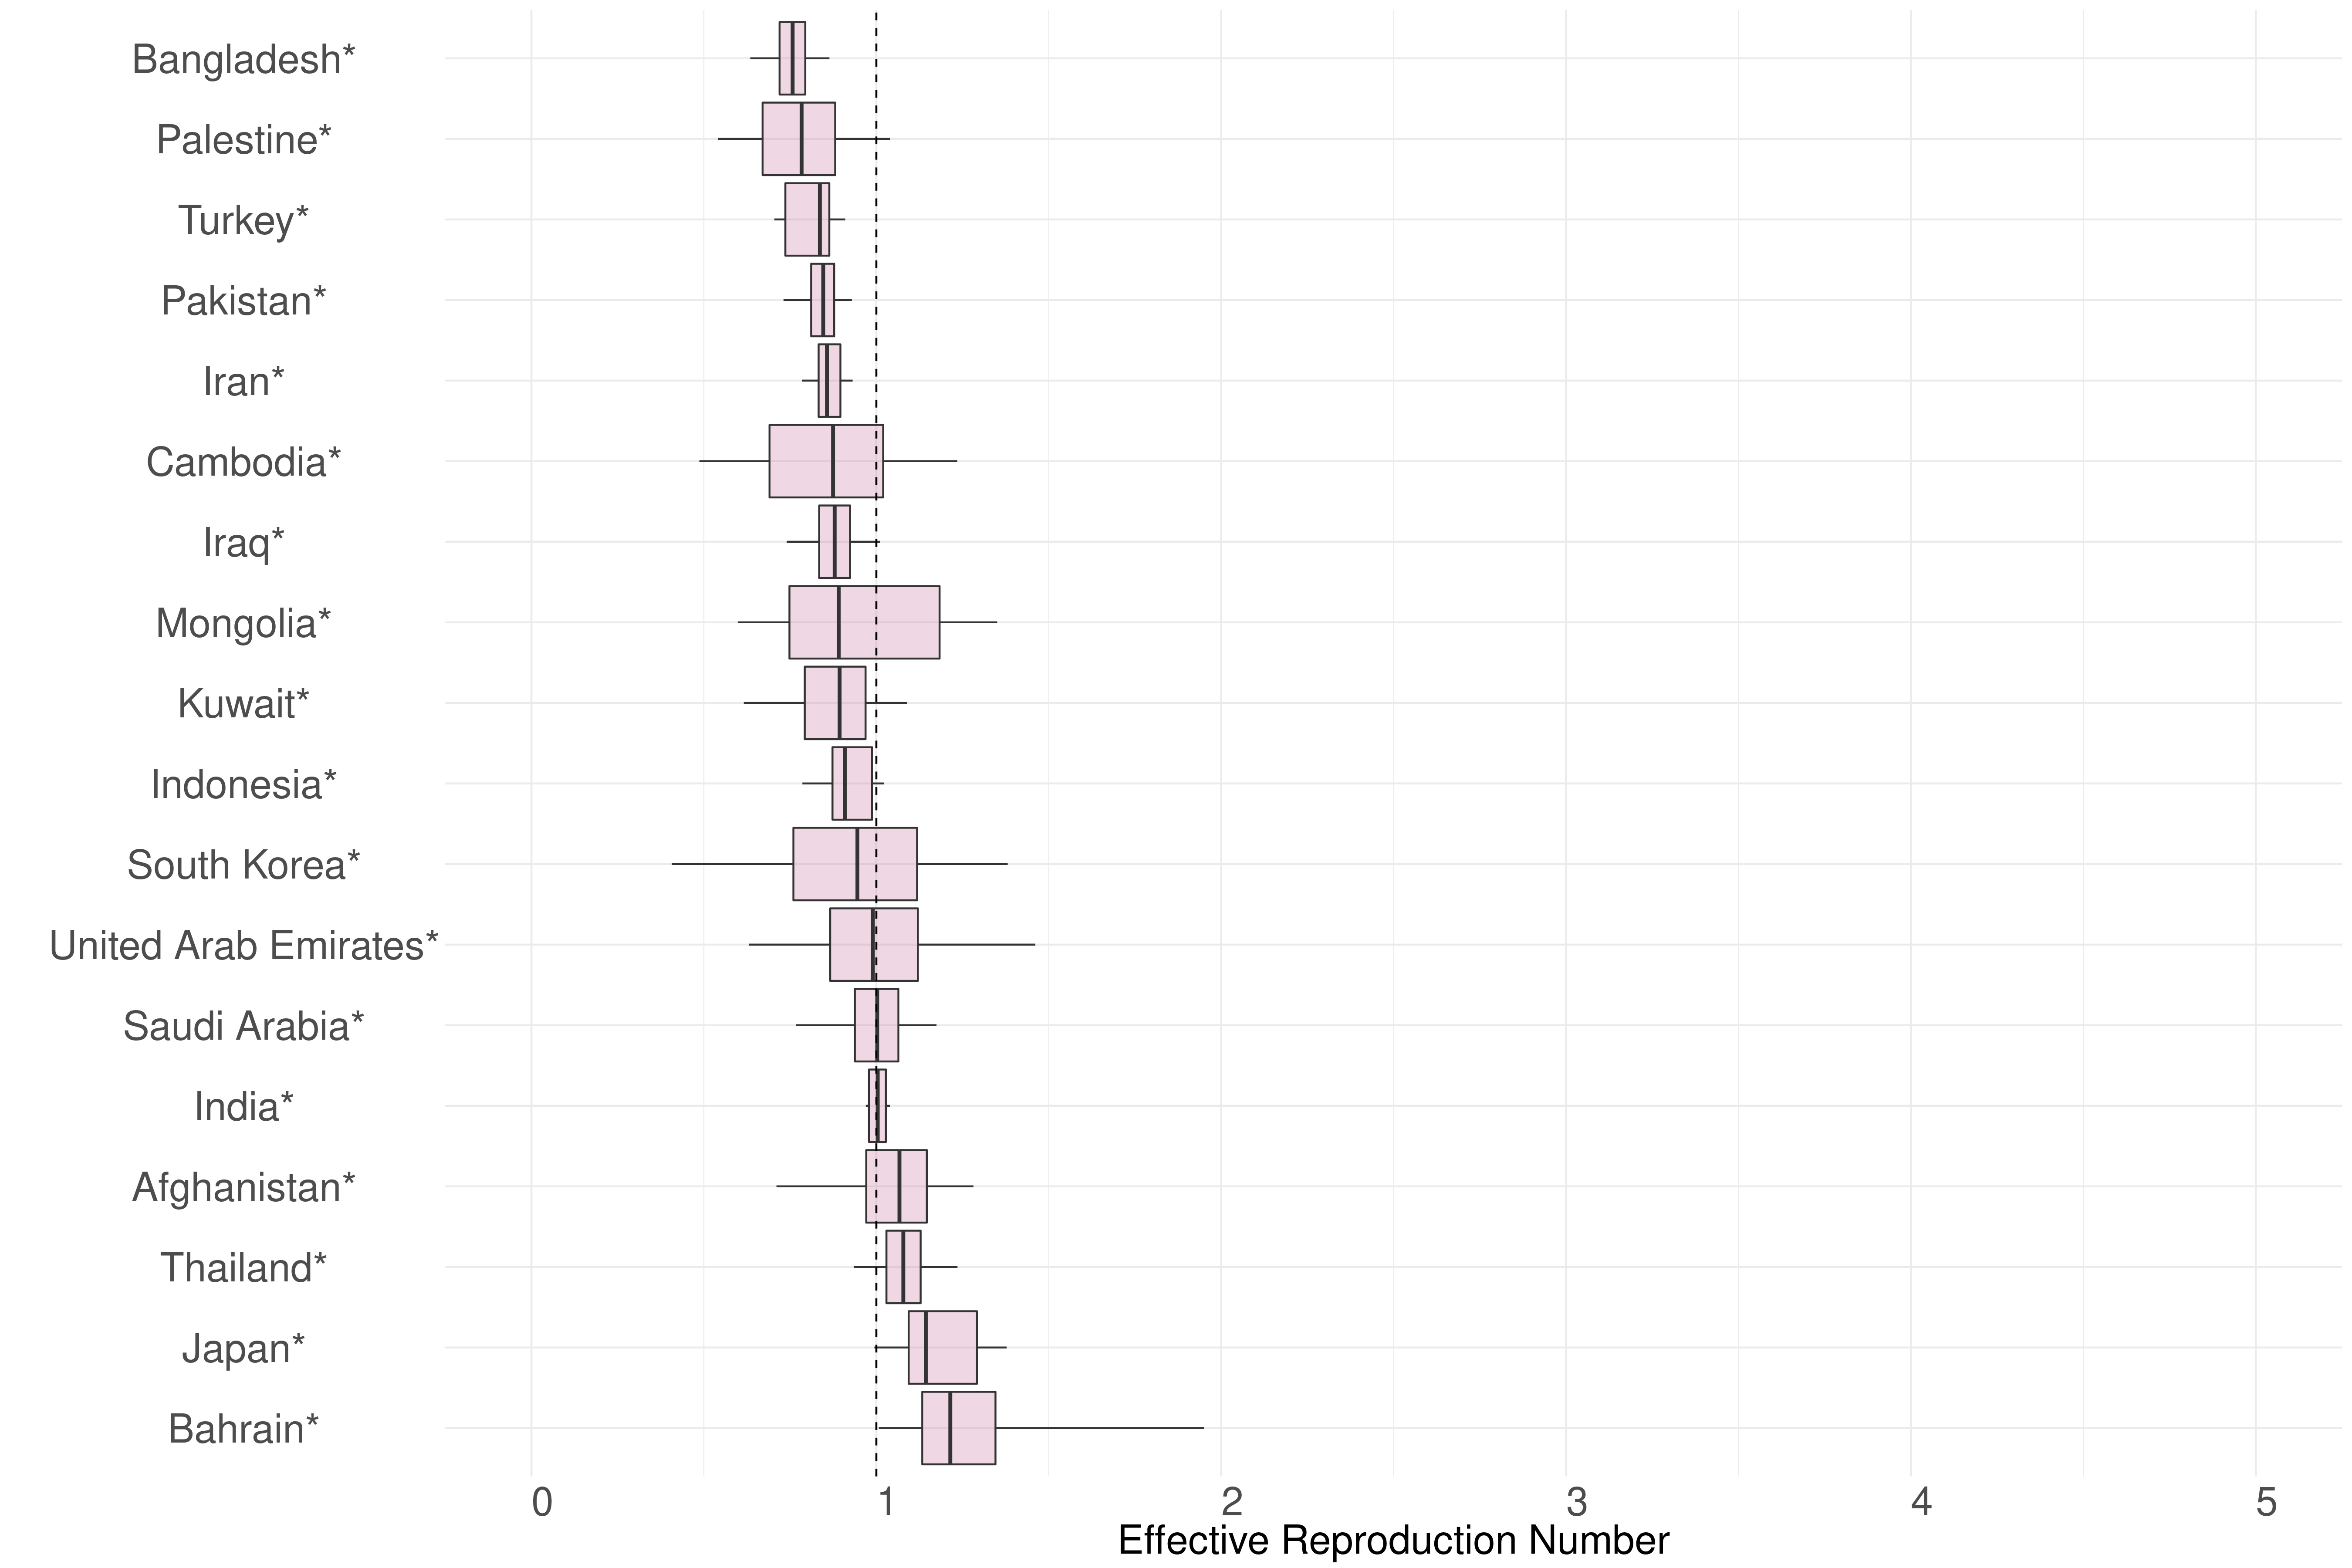 Bangladesh*
Palestine*
Turkey*
Pakistan*
Iran*
Cambodia*
Iraq*
Mongolia*
Kuwait*
Indonesia*
South Korea*
United Arab Emirates*
Saudi Arabia*
India*
Afghanistan*
Thailand*
Japan*
Bahrain*
0 1 2 3 4 5
Effective Reproduction Number